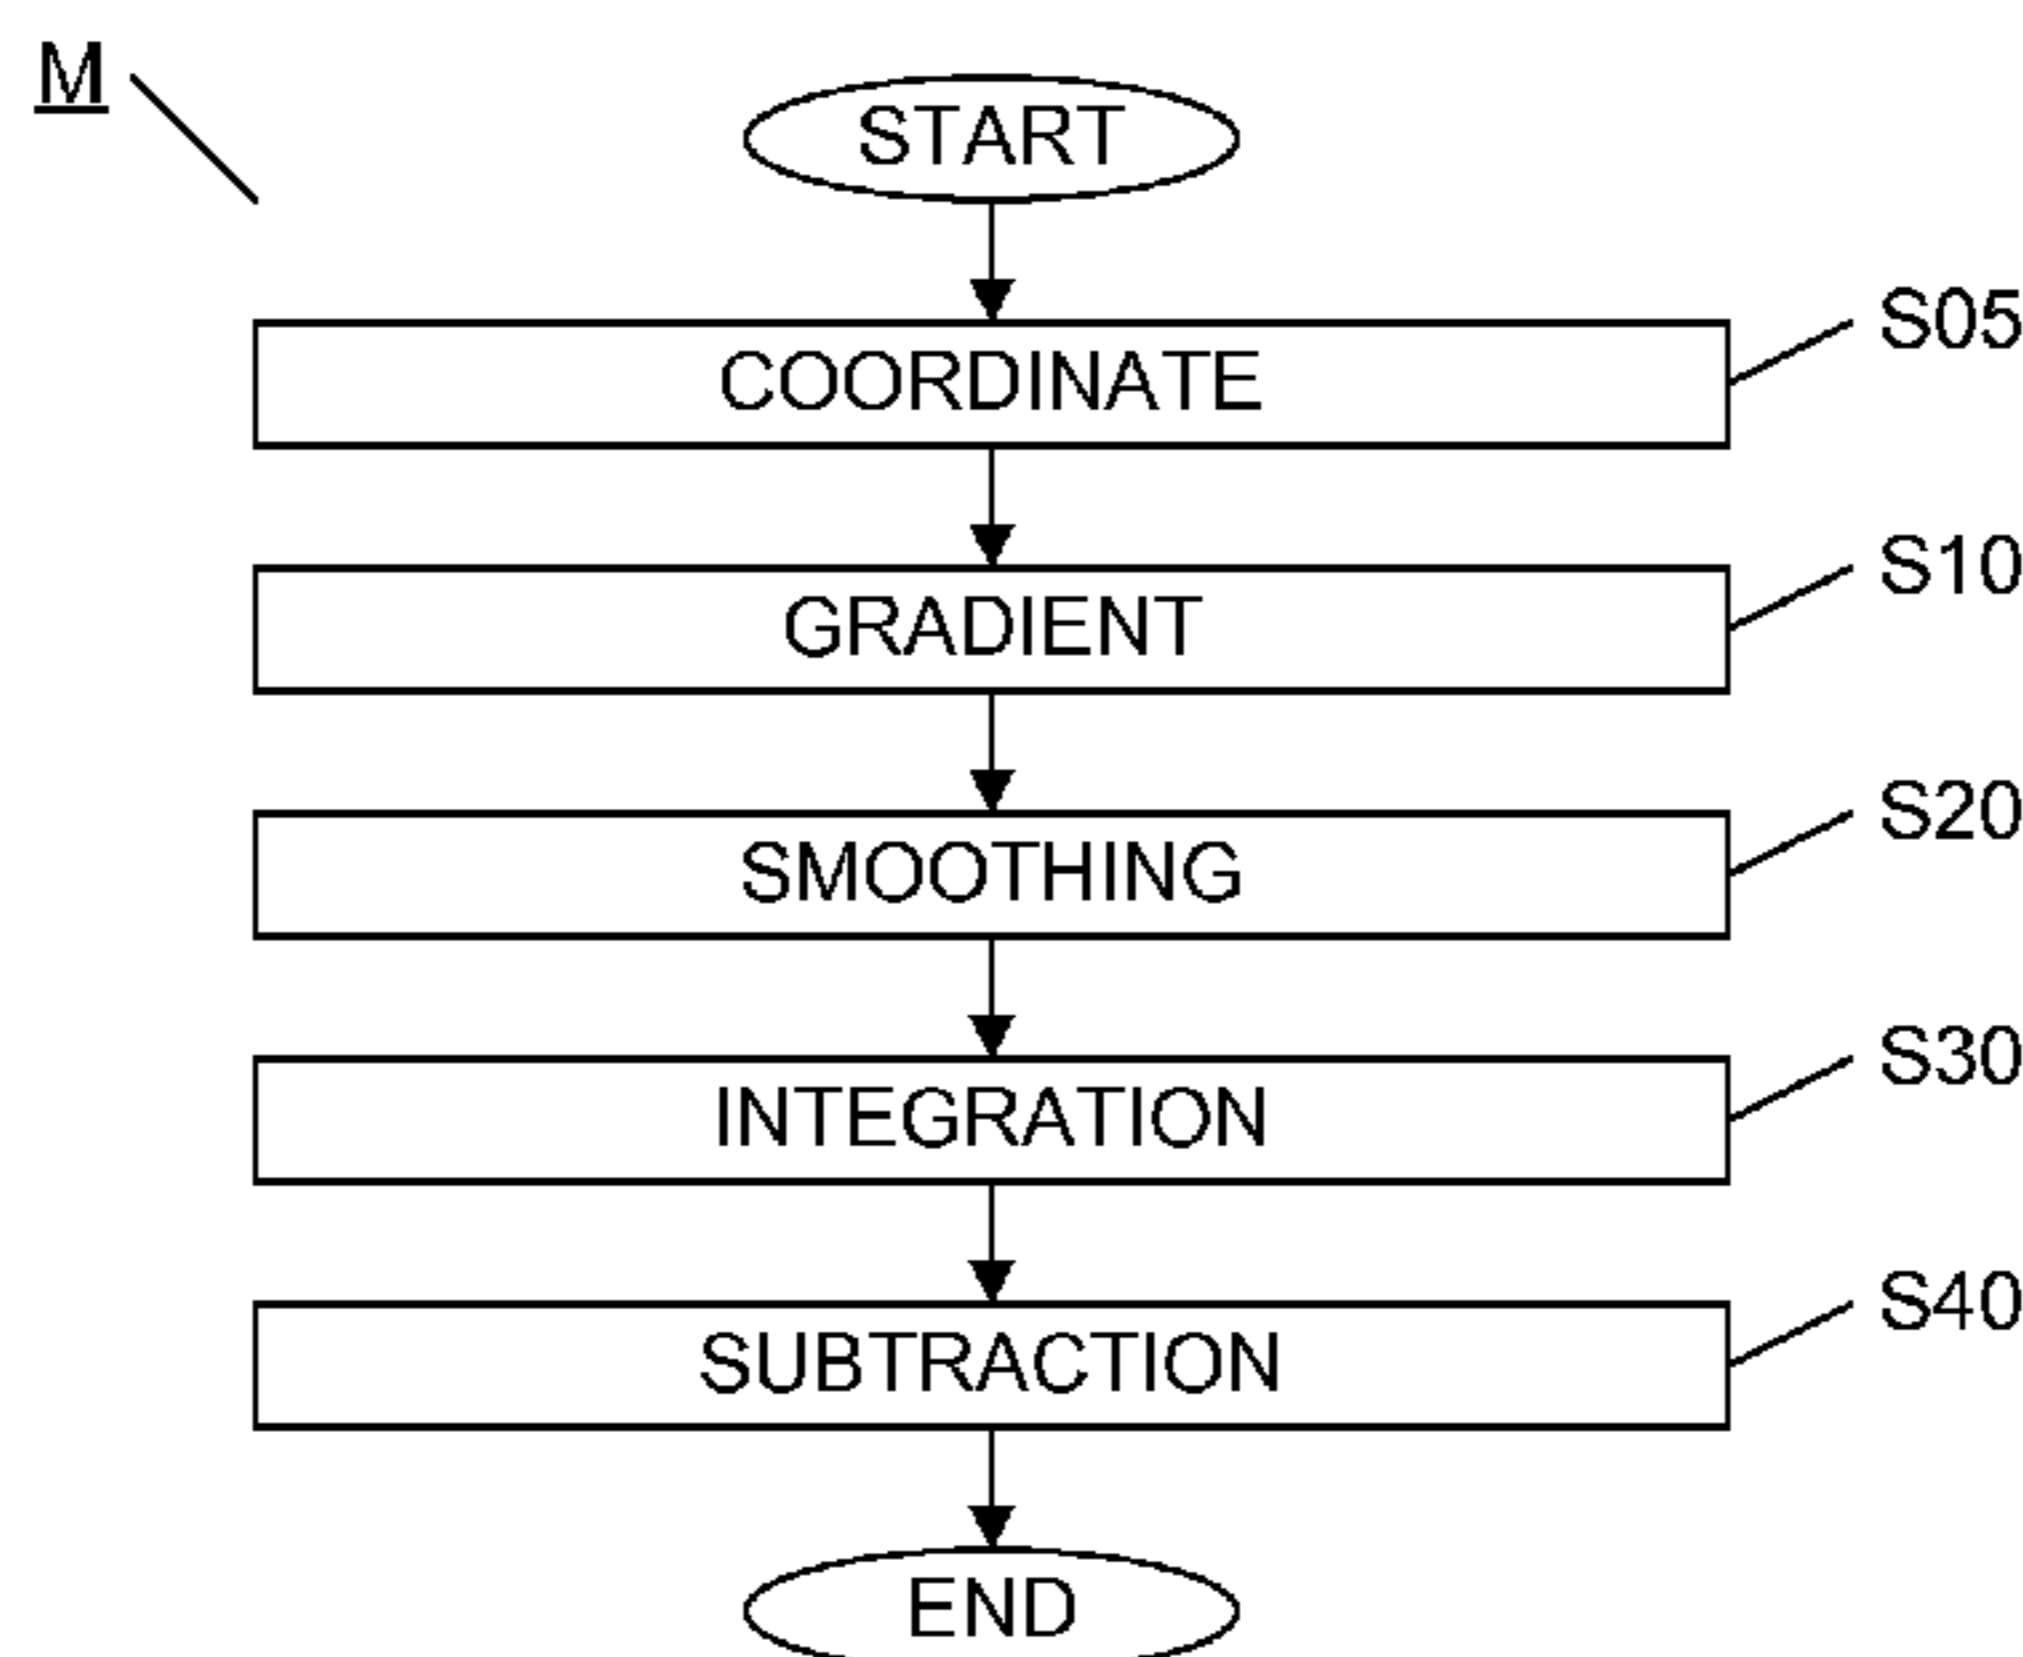 M
START
COORDINATE
S05
GRADIENT
S10
SMOOTHING
S20
INTEGRATION
S30
SUBTRACTION
S40
END